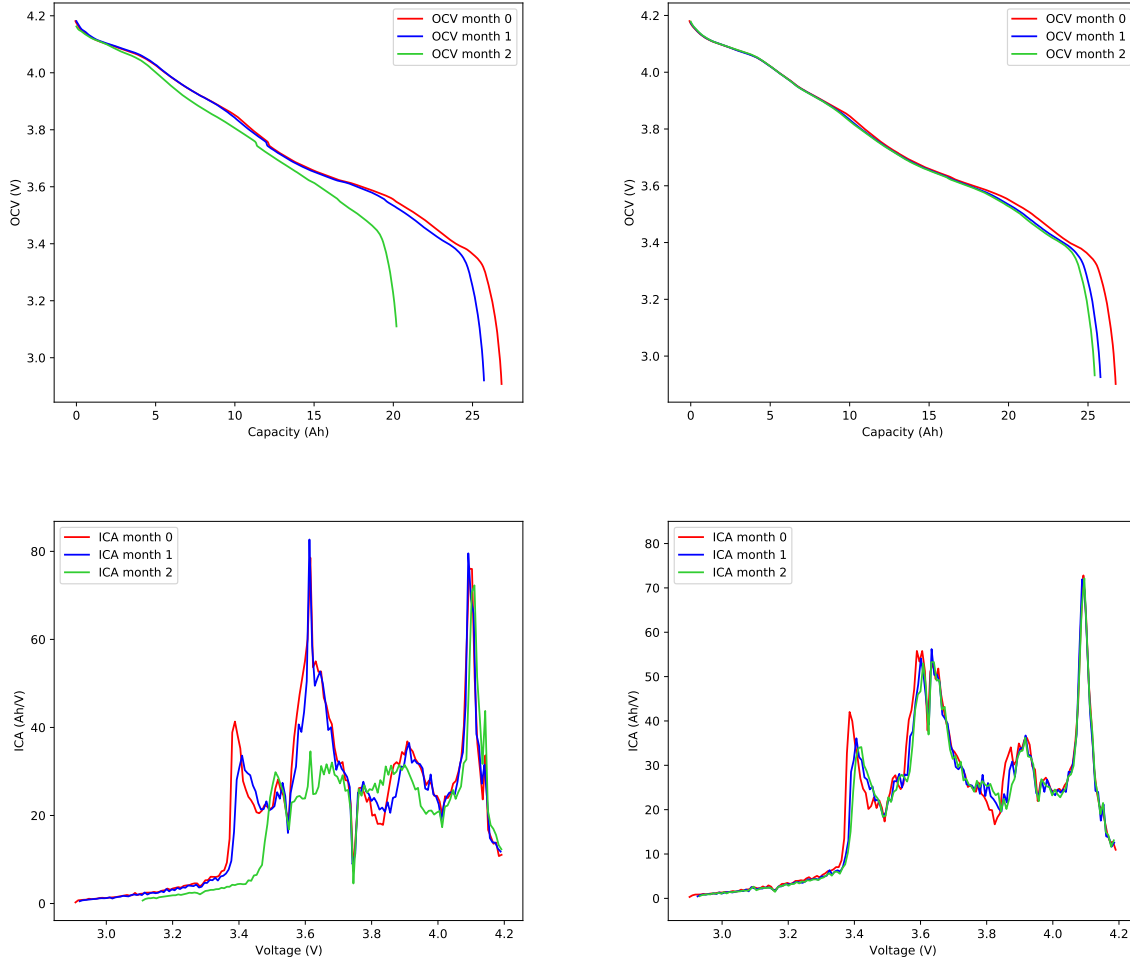 4.2
4.0
3.8
3.6
3.4
3.2
3.0
OCV (V)
OCV month 0
OCV month 1
OCV month 2
0 5 10 15 20 25
Capacity (Ah)
4.2
4.0
3.8
3.6
3.4
3.2
3.0
OCV (V)
OCV month 0
OCV month 1
OCV month 2
0 5 10 15 20 25
Capacity (Ah)
80
60
40
20
0
ICA (Ah/V)
ICA month 0
ICA month 1
ICA month 2
3.0 3.2 3.4 3.6 3.8 4.0 4.2
Voltage (V)
80
70
60
50
40
30
20
10
0
ICA (Ah/V)
ICA month 0
ICA month 1
ICA month 2
3.0 3.2 3.4 3.6 3.8 4.0 4.2
Voltage (V)